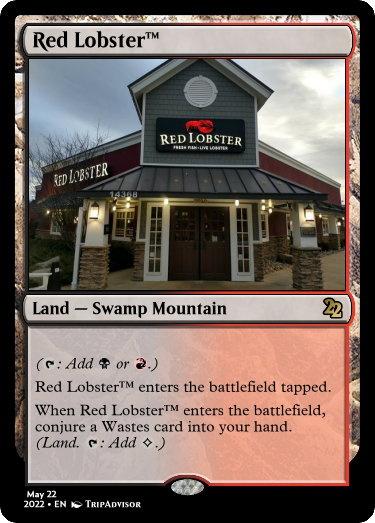 Red Lobster™
RED LOBSTER
FRESH FISH • LIVE LOBSTER
RED LOBSTER
14388
Land — Swamp Mountain
22
(T: Add B or R.)
Red Lobster™ enters the battlefield tapped.
When Red Lobster™ enters the battlefield,
conjure a Wastes card into your hand.
(Land. T: Add C.)
May 22
2022 • EN TRIPADVISOR